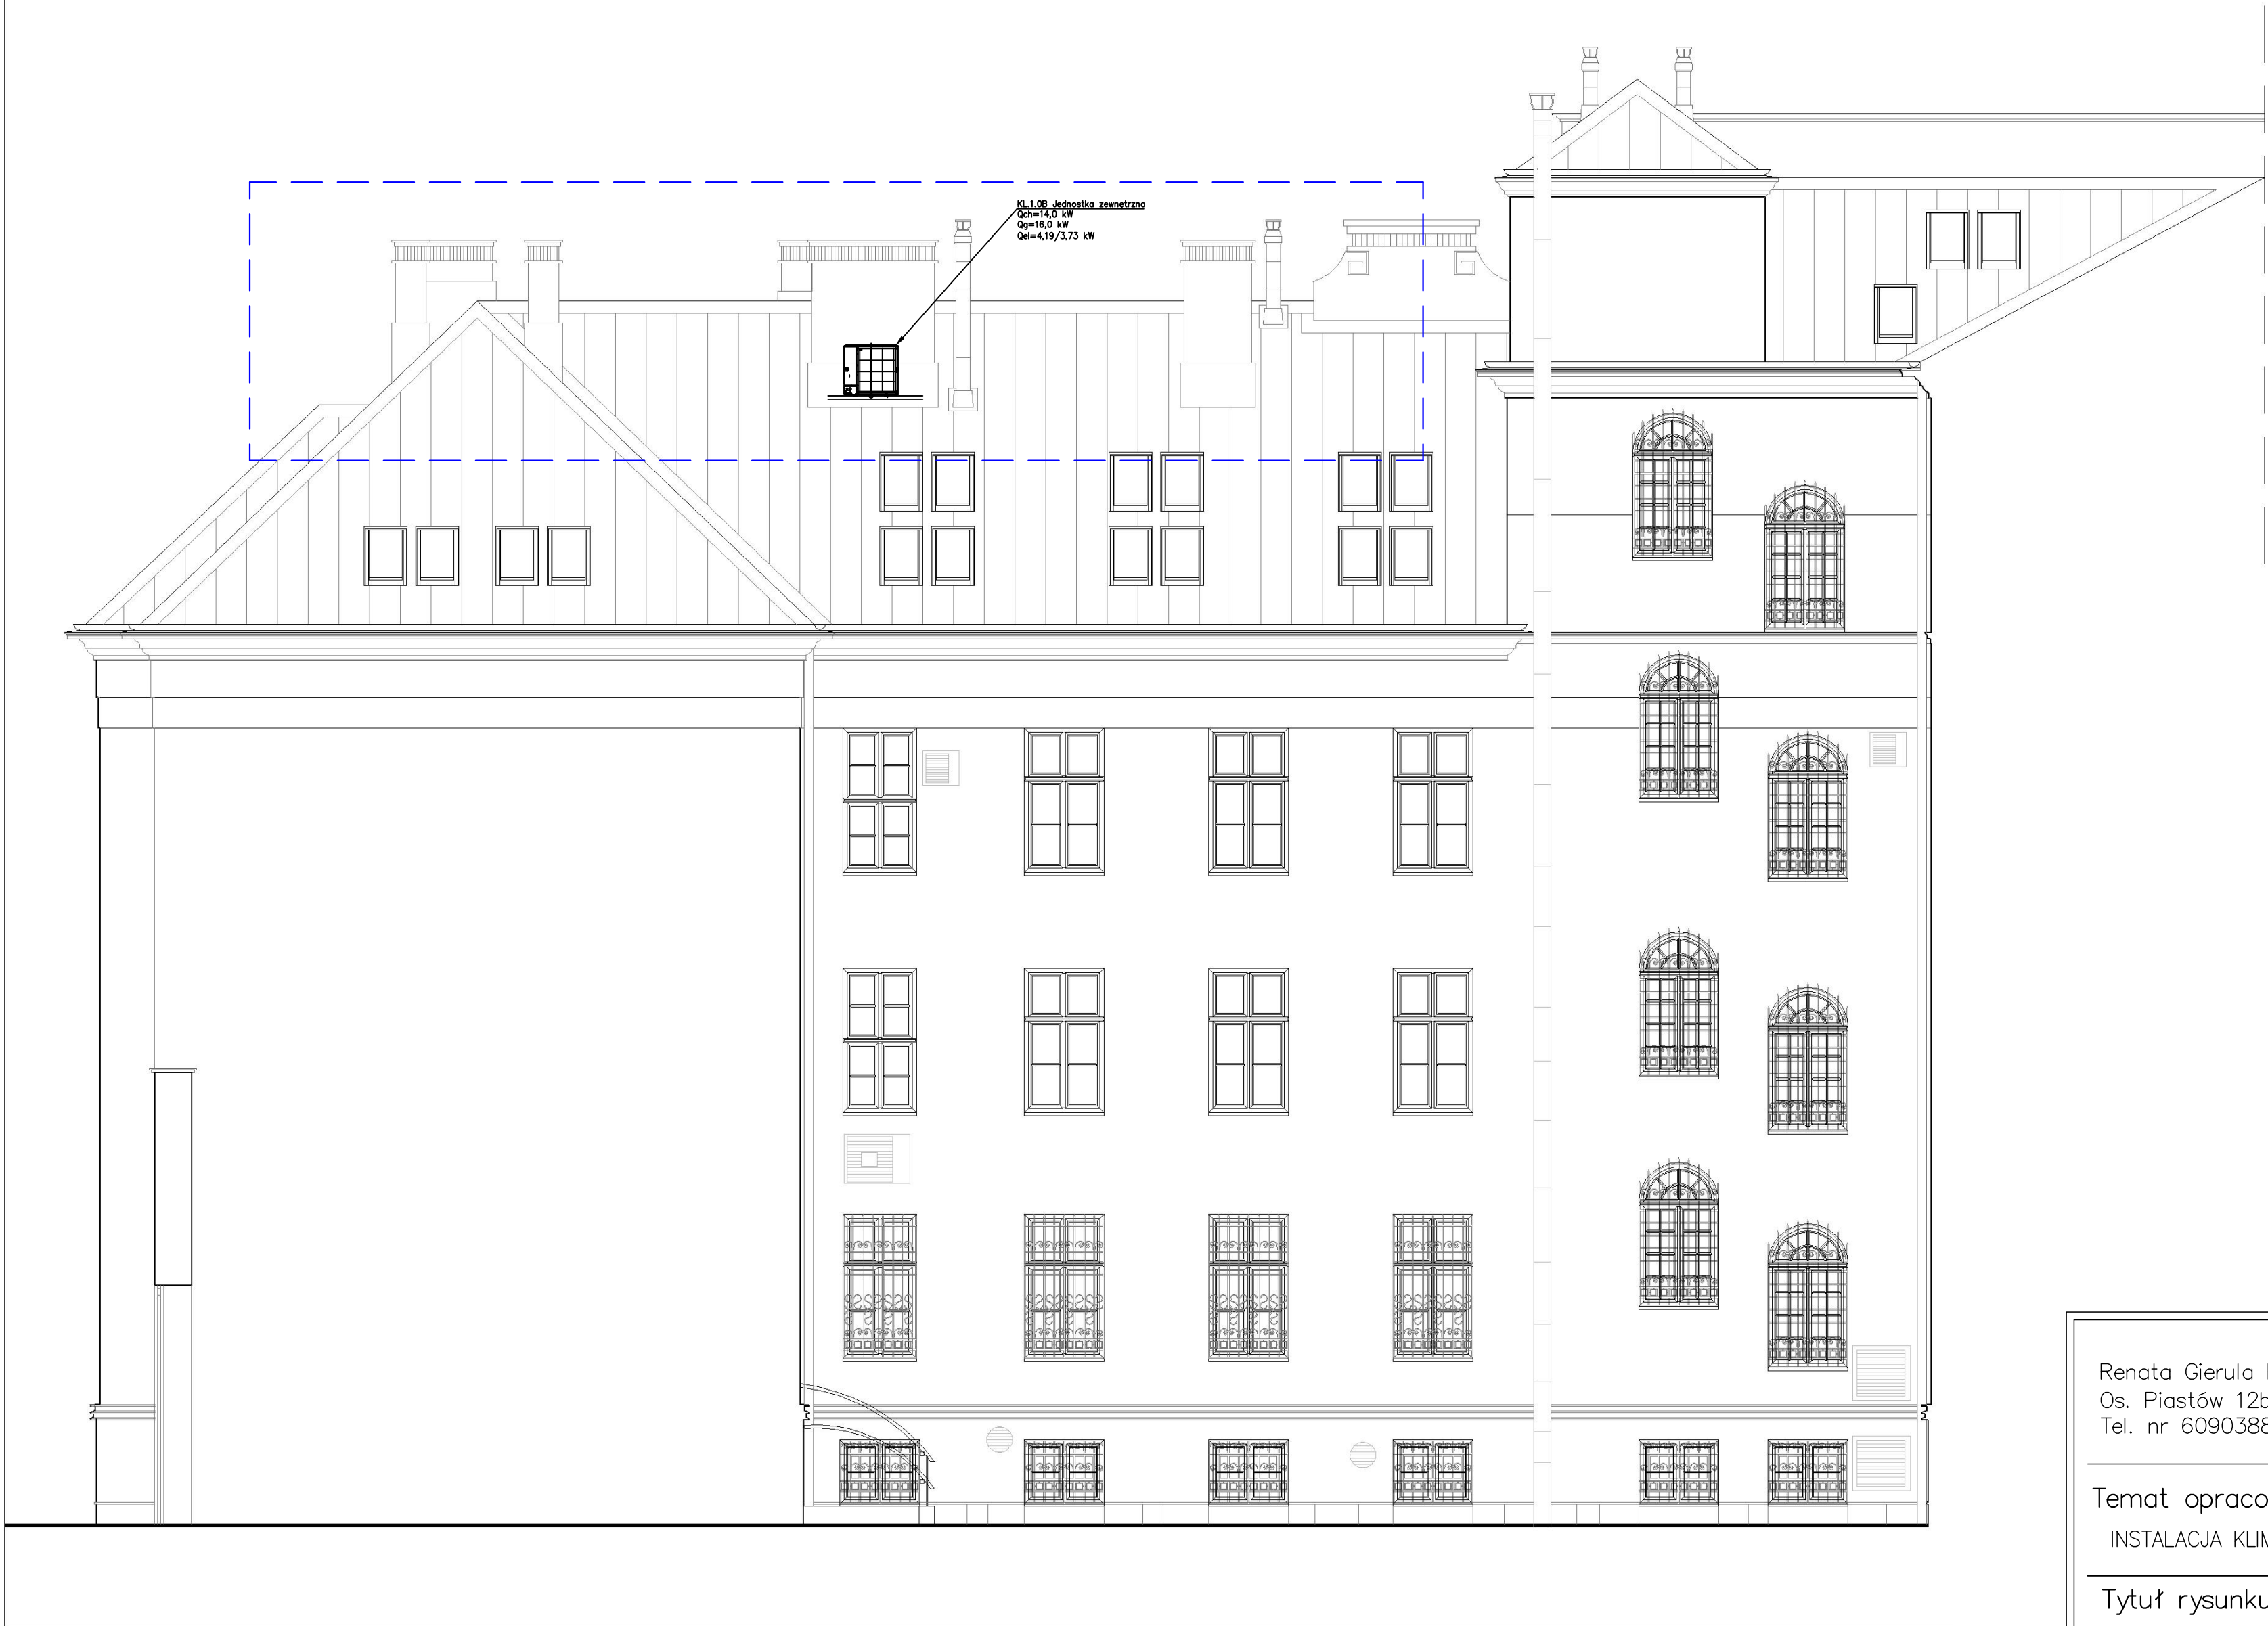 KL.1.0B Jednostka zewnętrzna
Qch=14,0 kW
Qg=16,0 kW
Qel=4,19/3,73 kW
Renata Gierula
Os. Piastów 12b
Tel. nr 6090388
Temat opraco
INSTALACJA KLIM
Tytuł rysunku